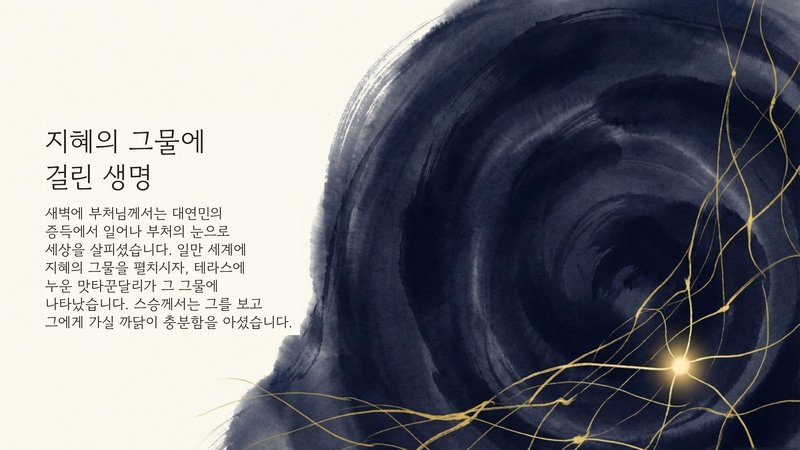 지혜의 그물에
걸린 생명
새벽에 부처님께서는 대연민의
증득에서 일어나 부처의 눈으로
세상을 살피셨습니다. 일만 세계에
지혜의 그물을 펼치시자, 테라스에
누운 맛타꾼달리가 그 그물에
나타났습니다. 스승께서는 그를 보고
그에게 가실 까닭이 충분함을 아셨습니다.